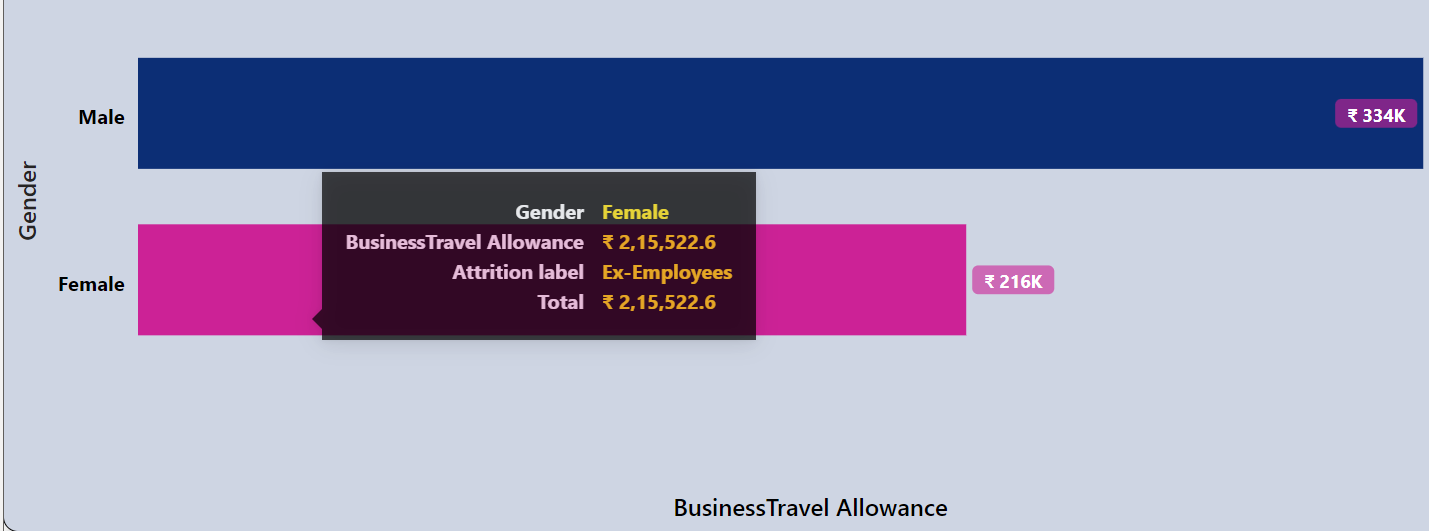 Gender
Male
₹ 334K
Gender Female
BusinessTravel Allowance ₹ 2,15,522.6
Attrition label Ex-Employees
Total ₹ 2,15,522.6
Female
₹ 216K
BusinessTravel Allowance